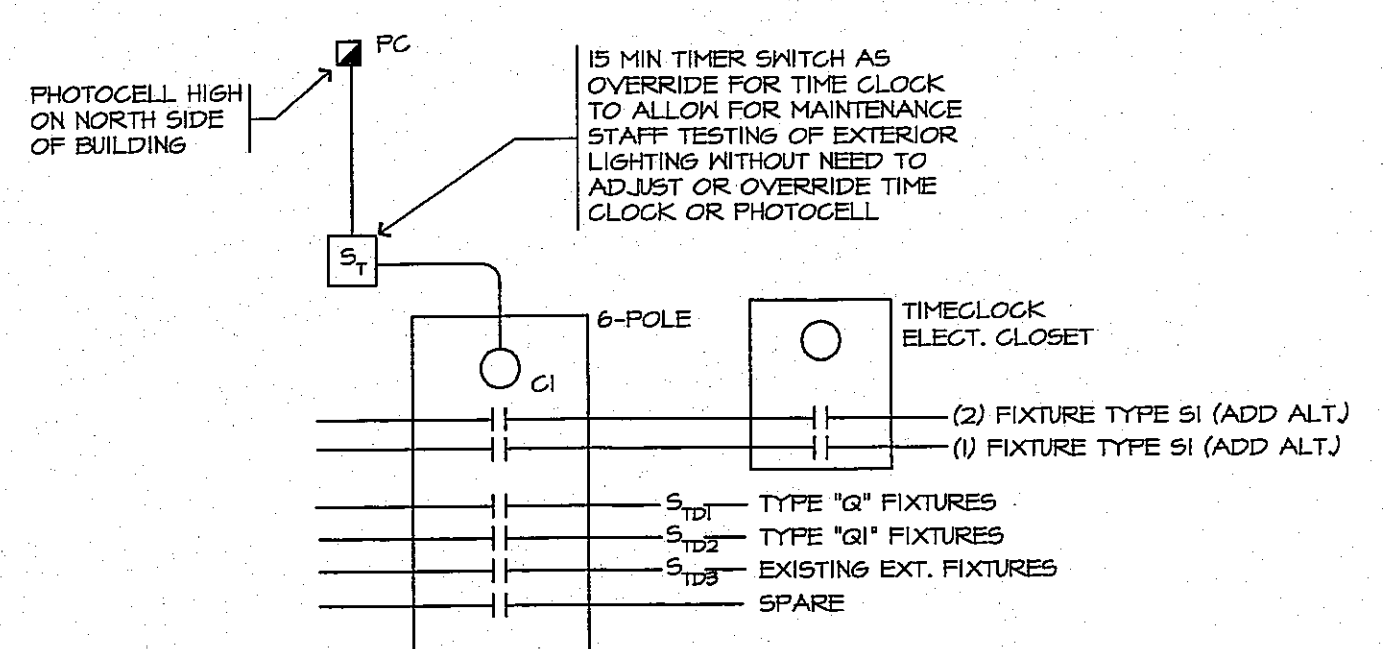 PC
PHOTOCELL HIGH
ON NORTH SIDE
OF BUILDING
15 MIN TIMER SWITCH AS
OVERRIDE FOR TIME CLOCK
TO ALLOW FOR MAINTENANCE
STAFF TESTING OF EXTERIOR
LIGHTING WITHOUT NEED TO
ADJUST OR OVERRIDE TIME
CLOCK OR PHOTOCELL
ST
6-POLE
C1
TIMECLOCK
ELECT. CLOSET
(2) FIXTURE TYPE S1 (ADD ALT.)
(1) FIXTURE TYPE S1 (ADD ALT.)
STD1 TYPE "Q" FIXTURES
STD2 TYPE "Q1" FIXTURES
STD3 EXISTING EXT. FIXTURES
SPARE